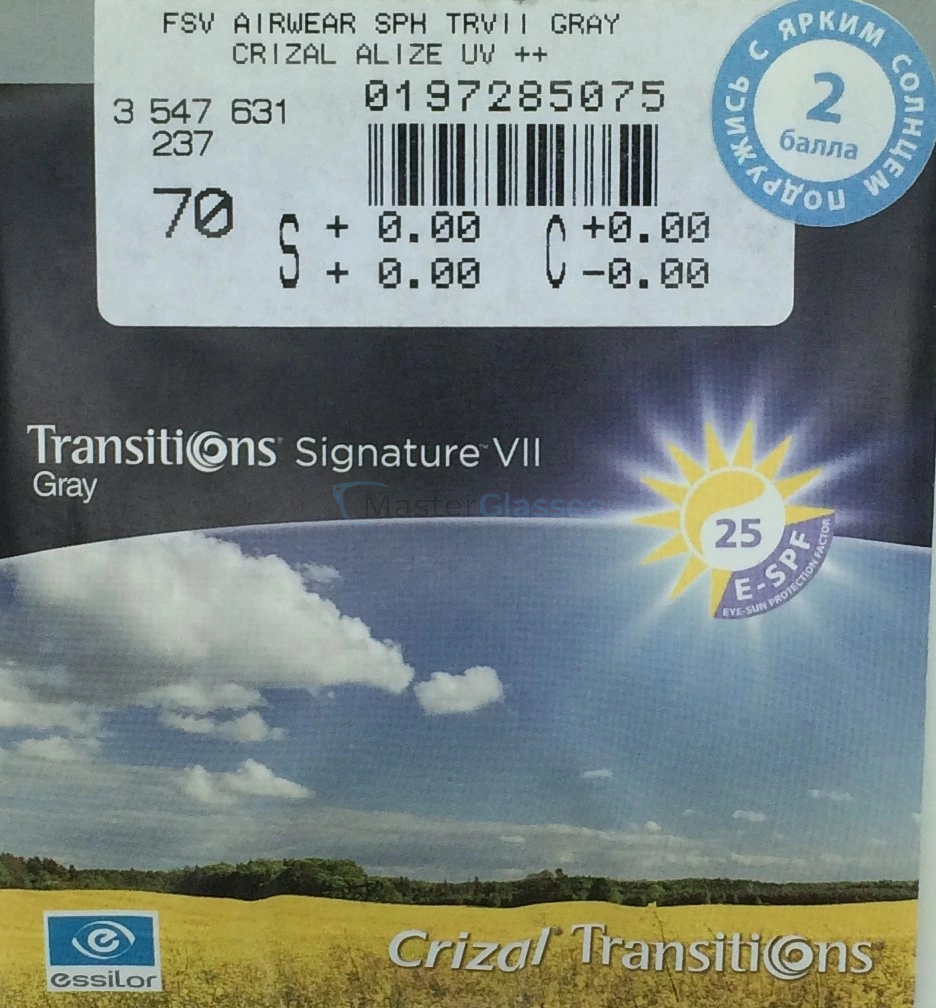 FSV AIRWEAR SPH TRVII GRAY
CRIZAL ALIZE UV ++
3 547 631
237
0197285075
70
S + 0.00 C +0.00
+ 0.00 -0.00
ПОДРУЖИСЬ С ЯРКИМ СОЛНЦЕМ
2
балла
Transitions Signature™ VII
Gray
MasterGlasses
25
E-SPF
EYE-SUN PROTECTION FACTOR
essilor
Crizal® Transitions